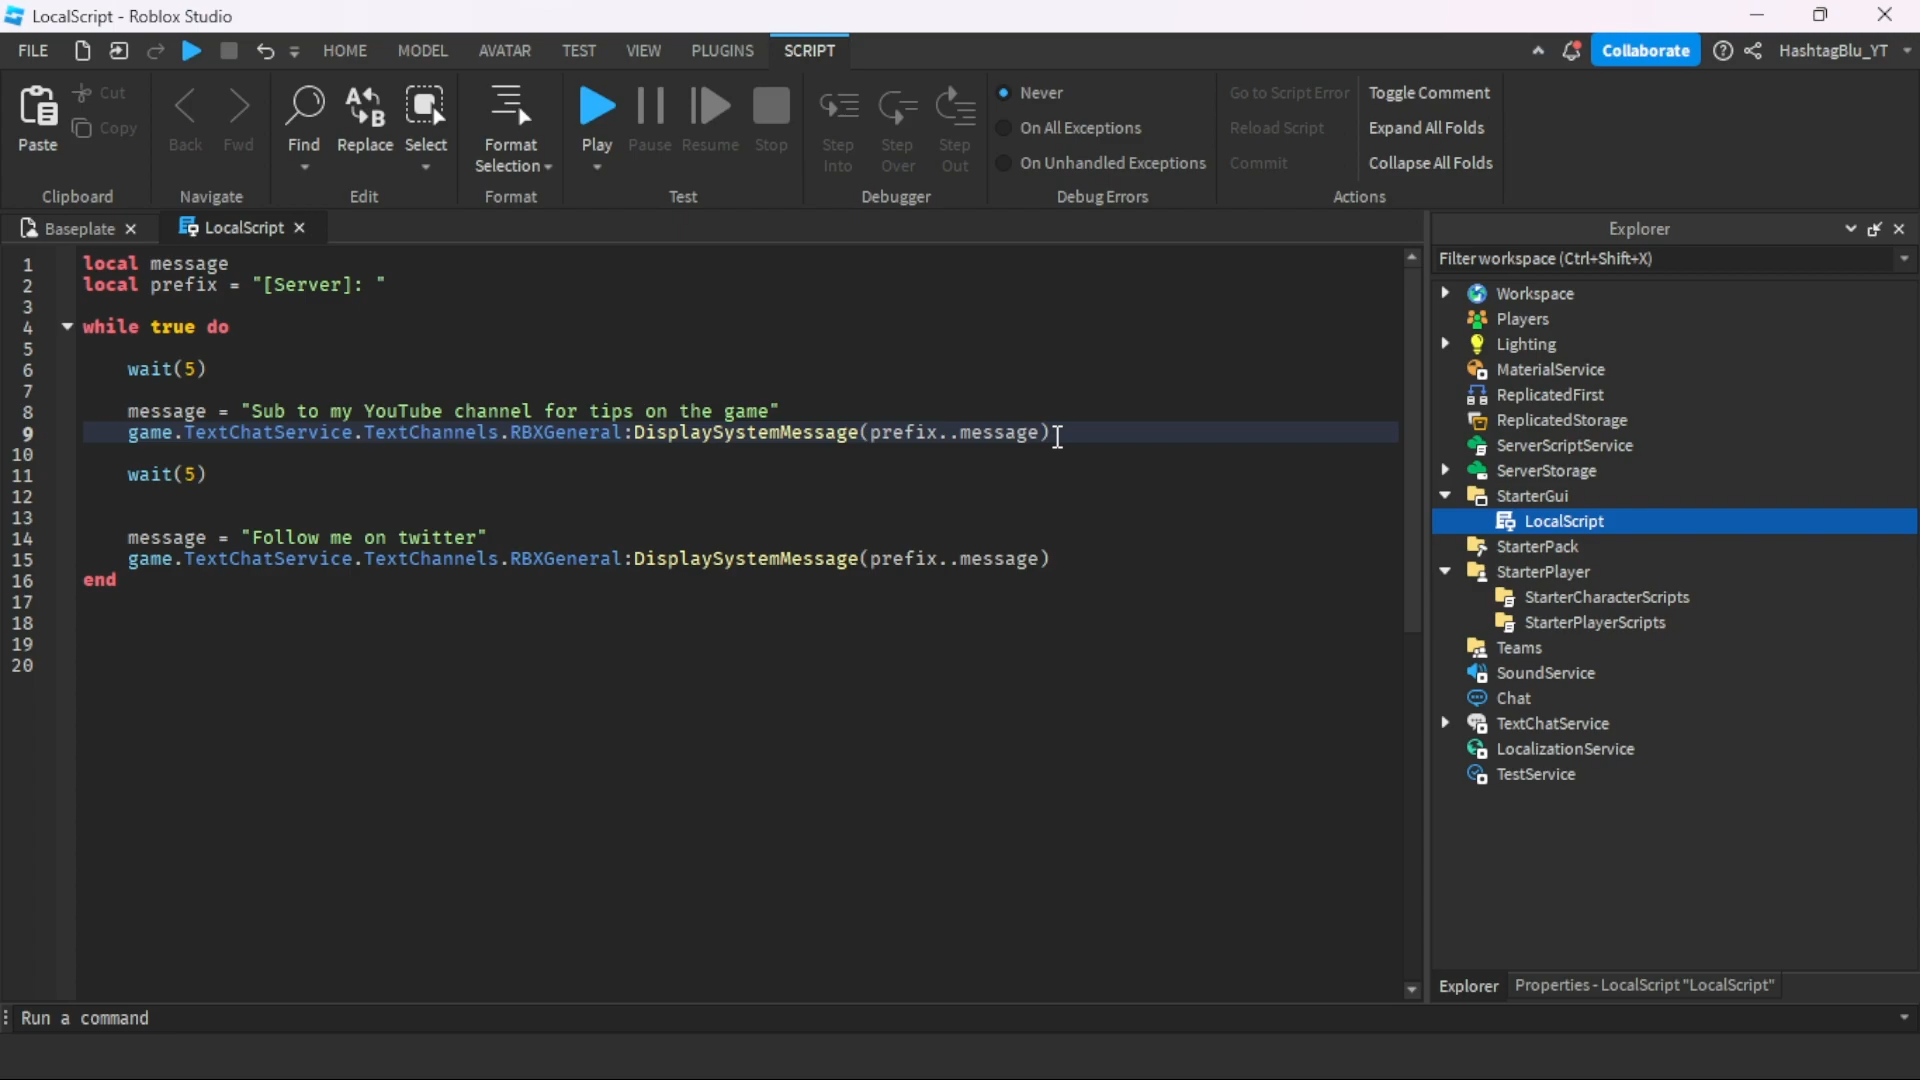 LocalScript - Roblox Studio
FILE HOME MODEL AVATAR TEST VIEW PLUGINS SCRIPT Collaborate HashtagBlu_YT
Paste Cut Copy Back Fwd Find Replace Select Format Selection Play Pause Resume Stop Step Into Step Over Step Out
Never
On All Exceptions
On Unhandled Exceptions
Go to Script Error
Reload Script
Commit
Toggle Comment
Expand All Folds
Collapse All Folds
Clipboard Navigate Edit Format Test Debugger Debug Errors Actions
Baseplate LocalScript
1 local message
2 local prefix = "[Server]: "
3
4 while true do
5
6 wait(5)
7
8 message = "Sub to my YouTube channel for tips on the game"
9 game.TextChatService.TextChannels.RBXGeneral:DisplaySystemMessage(prefix..message)
10
11 wait(5)
12
13
14 message = "Follow me on twitter"
15 game.TextChatService.TextChannels.RBXGeneral:DisplaySystemMessage(prefix..message)
16 end
17
18
19
20
Explorer
Filter workspace (Ctrl+Shift+X)
Workspace
Players
Lighting
MaterialService
ReplicatedFirst
ReplicatedStorage
ServerScriptService
ServerStorage
StarterGui
LocalScript
StarterPack
StarterPlayer
StarterCharacterScripts
StarterPlayerScripts
Teams
SoundService
Chat
TextChatService
LocalizationService
TestService
Explorer Properties - LocalScript "LocalScript"
Run a command